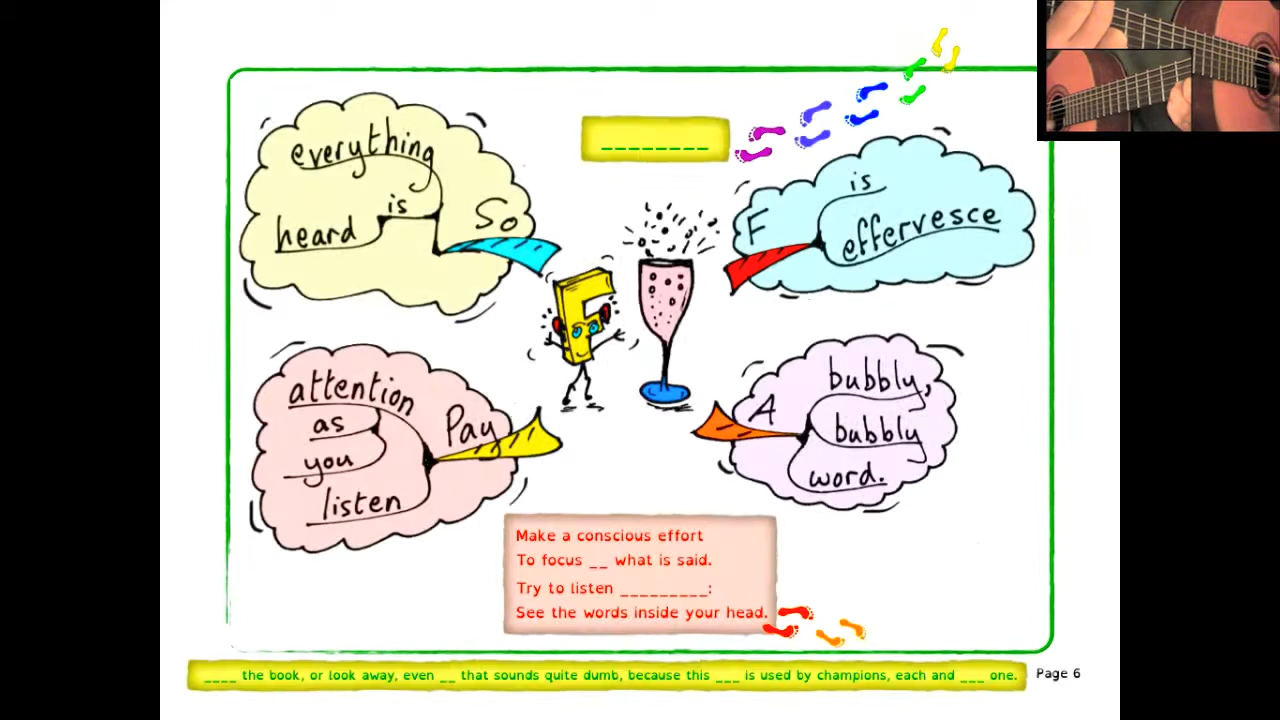 ________
everything
is
heard
So
F
is
effervesce
attention
as
you
listen
Pay
A
bubbly,
bubbly
word.
Make a conscious effort
To focus __ what is said.
Try to listen _________:
See the words inside your head.
____ the book, or look away, even __ that sounds quite dumb, because this ___ is used by champions, each and ___ one.
Page 6